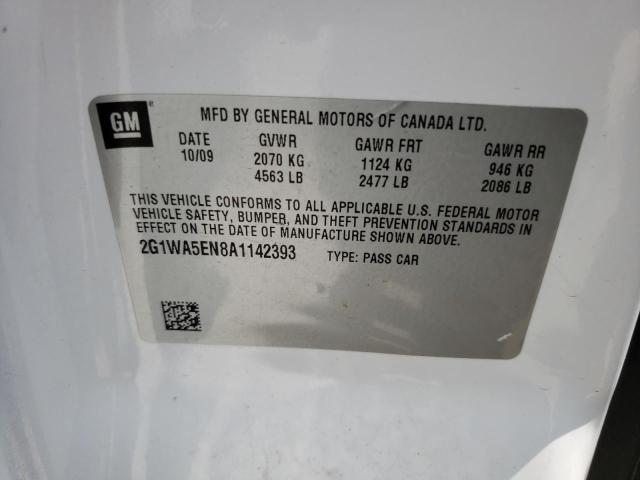 GM
MFD BY GENERAL MOTORS OF CANADA LTD.
DATE GVWR GAWR FRT GAWR RR
10/09 2070 KG 1124 KG 946 KG
4563 LB 2477 LB 2086 LB
THIS VEHICLE CONFORMS TO ALL APPLICABLE U.S. FEDERAL MOTOR
VEHICLE SAFETY, BUMPER, AND THEFT PREVENTION STANDARDS IN
EFFECT ON THE DATE OF MANUFACTURE SHOWN ABOVE.
2G1WA5EN8A1142393 TYPE: PASS CAR